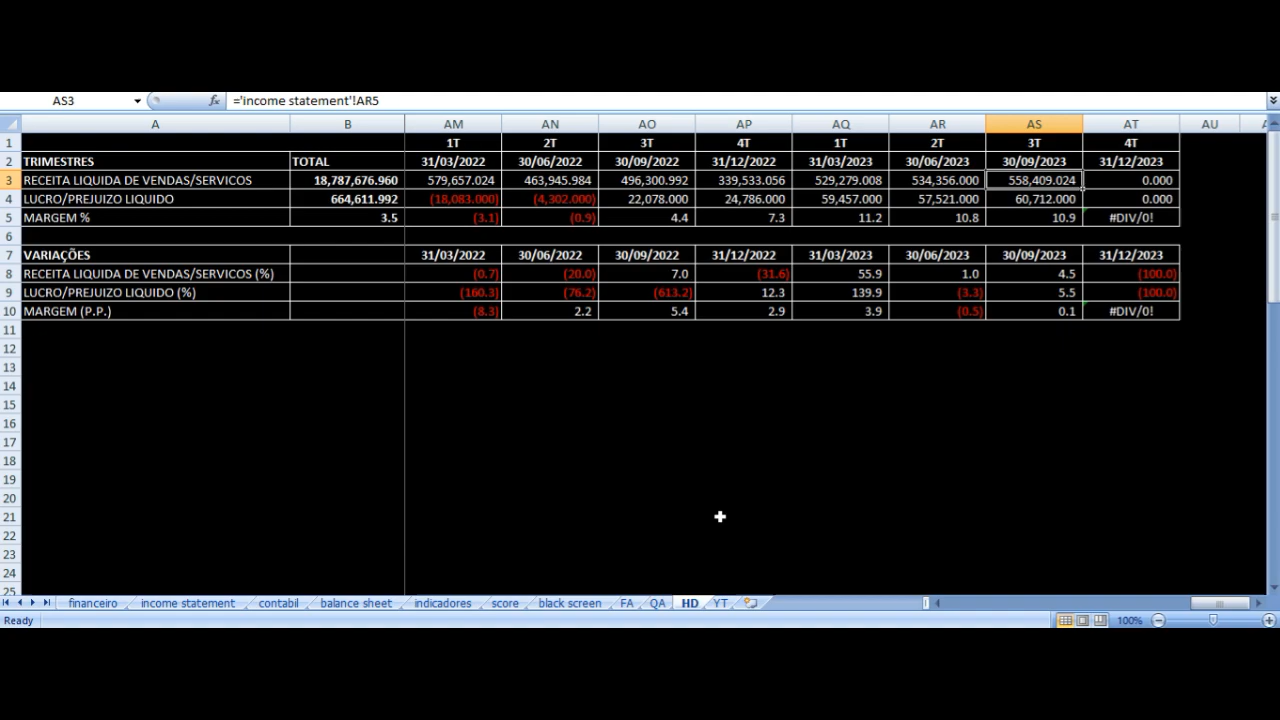 AS3 fx ='income statement'!AR5
A B AM AN AO AP AQ AR AS AT AU
1 1T 2T 3T 4T 1T 2T 3T 4T
2 TRIMESTRES TOTAL 31/03/2022 30/06/2022 30/09/2022 31/12/2022 31/03/2023 30/06/2023 30/09/2023 31/12/2023
3 RECEITA LIQUIDA DE VENDAS/SERVICOS 18,787,676.960 579,657.024 463,945.984 496,300.992 339,533.056 529,279.008 534,356.000 558,409.024 0.000
4 LUCRO/PREJUIZO LIQUIDO 664,611.992 (18,083.000) (4,302.000) 22,078.000 24,786.000 59,457.000 57,521.000 60,712.000 0.000
5 MARGEM % 3.5 (3.1) (0.9) 4.4 7.3 11.2 10.8 10.9 #DIV/0!
6
7 VARIAÇÕES 31/03/2022 30/06/2022 30/09/2022 31/12/2022 31/03/2023 30/06/2023 30/09/2023 31/12/2023
8 RECEITA LIQUIDA DE VENDAS/SERVICOS (%) (0.7) (20.0) 7.0 (31.6) 55.9 1.0 4.5 (100.0)
9 LUCRO/PREJUIZO LIQUIDO (%) (160.3) (76.2) (613.2) 12.3 139.9 (3.3) 5.5 (100.0)
10 MARGEM (P.P.) (8.3) 2.2 5.4 2.9 3.9 (0.5) 0.1 #DIV/0!
11
12
13
14
15
16
17
18
19
20
21
22
23
24
25
financeiro income statement contabil balance sheet indicadores score black screen FA QA HD YT
Ready 100%